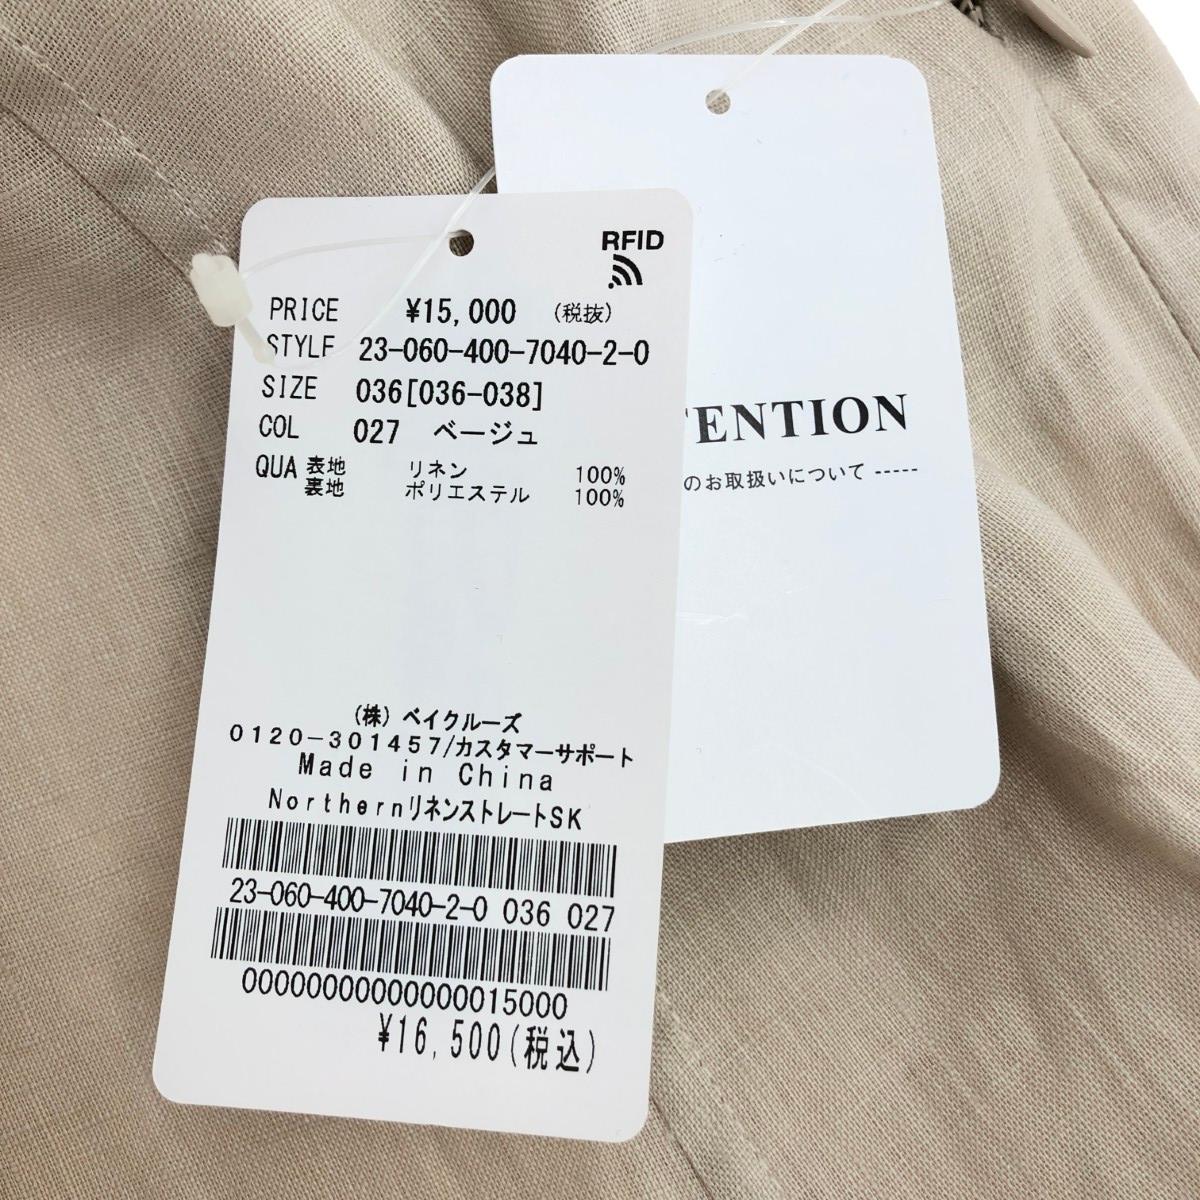 RFID
PRICE ¥15,000 (税抜)
STYLE 23-060-400-7040-2-0
SIZE 036[036-038]
COL 027 ベージュ
QUA 表地 リネン 100%
裏地 ポリエステル 100%
(株) ベイクルーズ
0120-301457/カスタマーサポート
Made in China
NorthernリネンストレートSK
23-060-400-7040-2-0 036 027
00000000000000015000
¥16,500(税込)
TENTION
のお取扱いについて -----